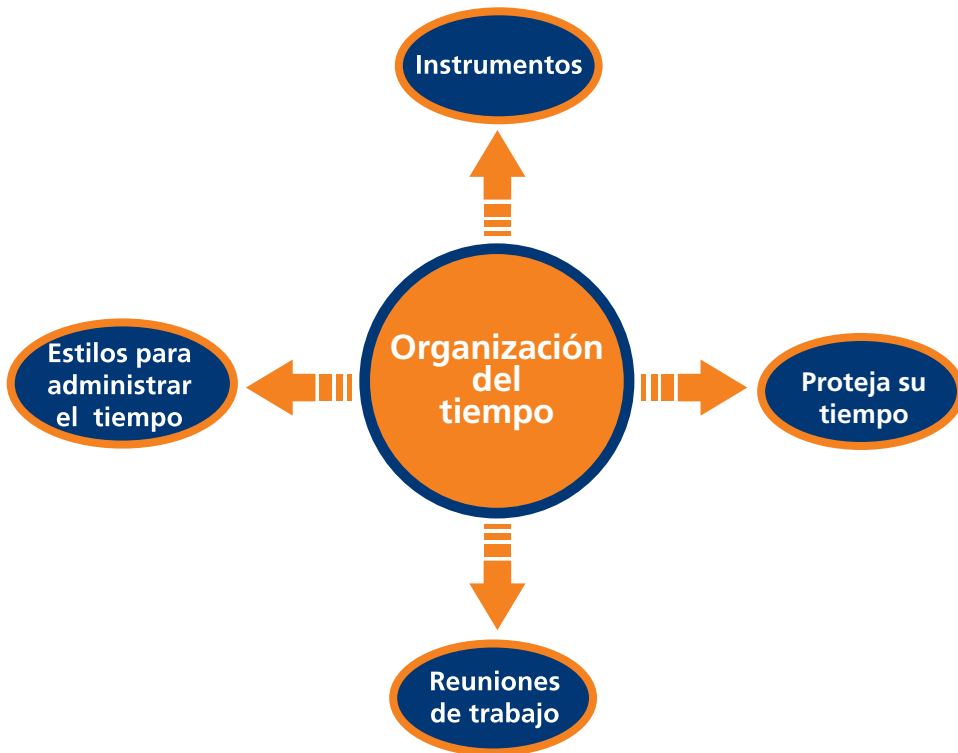 Instrumentos
Organización
del
tiempo
Estilos para
administrar
el tiempo
Proteja su
tiempo
Reuniones
de trabajo